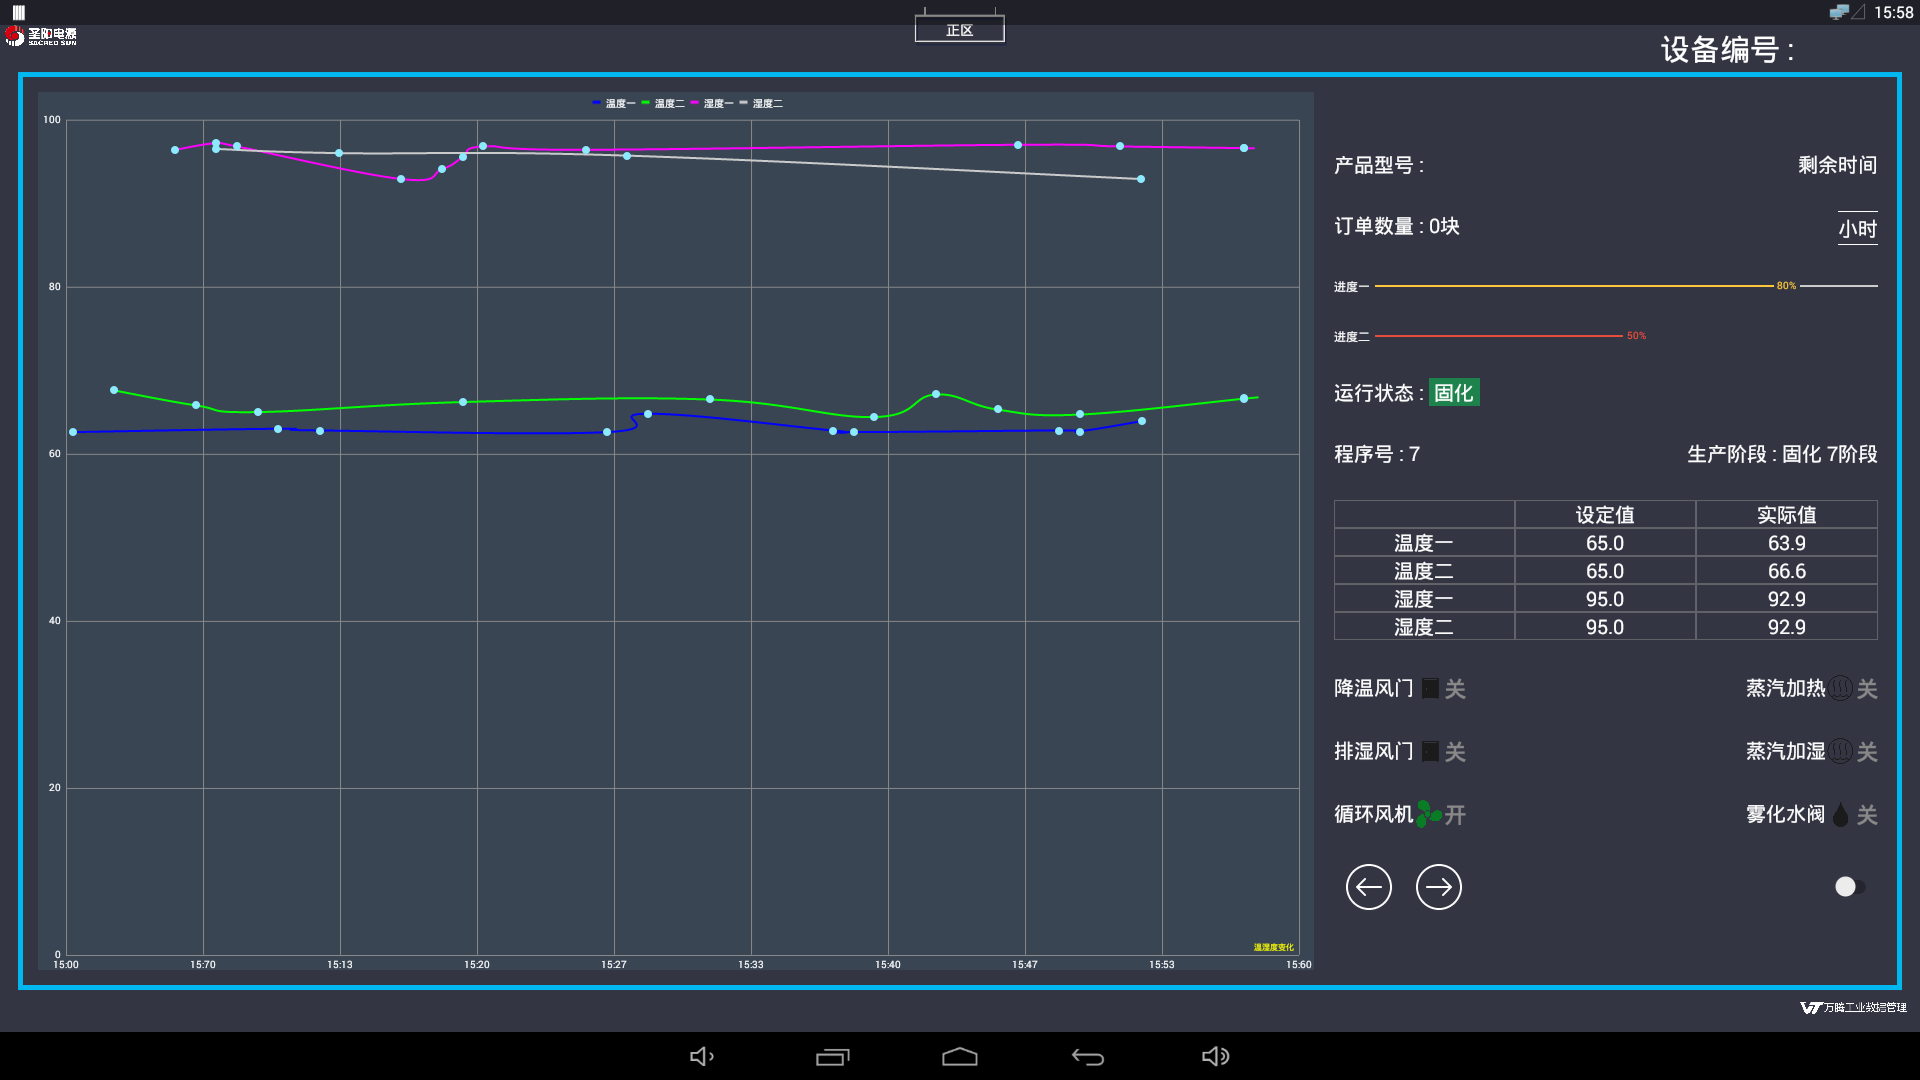 15:58
圣阳电源
SACRED SUN
正区
设备编号 :
温度一 温度二 湿度一 湿度二
100
80
60
40
20
0
15:00 15:70 15:13 15:20 15:27 15:33 15:40 15:47 15:53 15:60
温湿度变化
产品型号 : 剩余时间
订单数量 : 0块 小时
进度一 80%
进度二 50%
运行状态 : 固化
程序号 : 7 生产阶段 : 固化 7阶段
设定值 实际值
温度一 65.0 63.9
温度二 65.0 66.6
湿度一 95.0 92.9
湿度二 95.0 92.9
降温风门 关 蒸汽加热 关
排湿风门 关 蒸汽加湿 关
循环风机 开 雾化水阀 关
VT 万腾工业数据管理